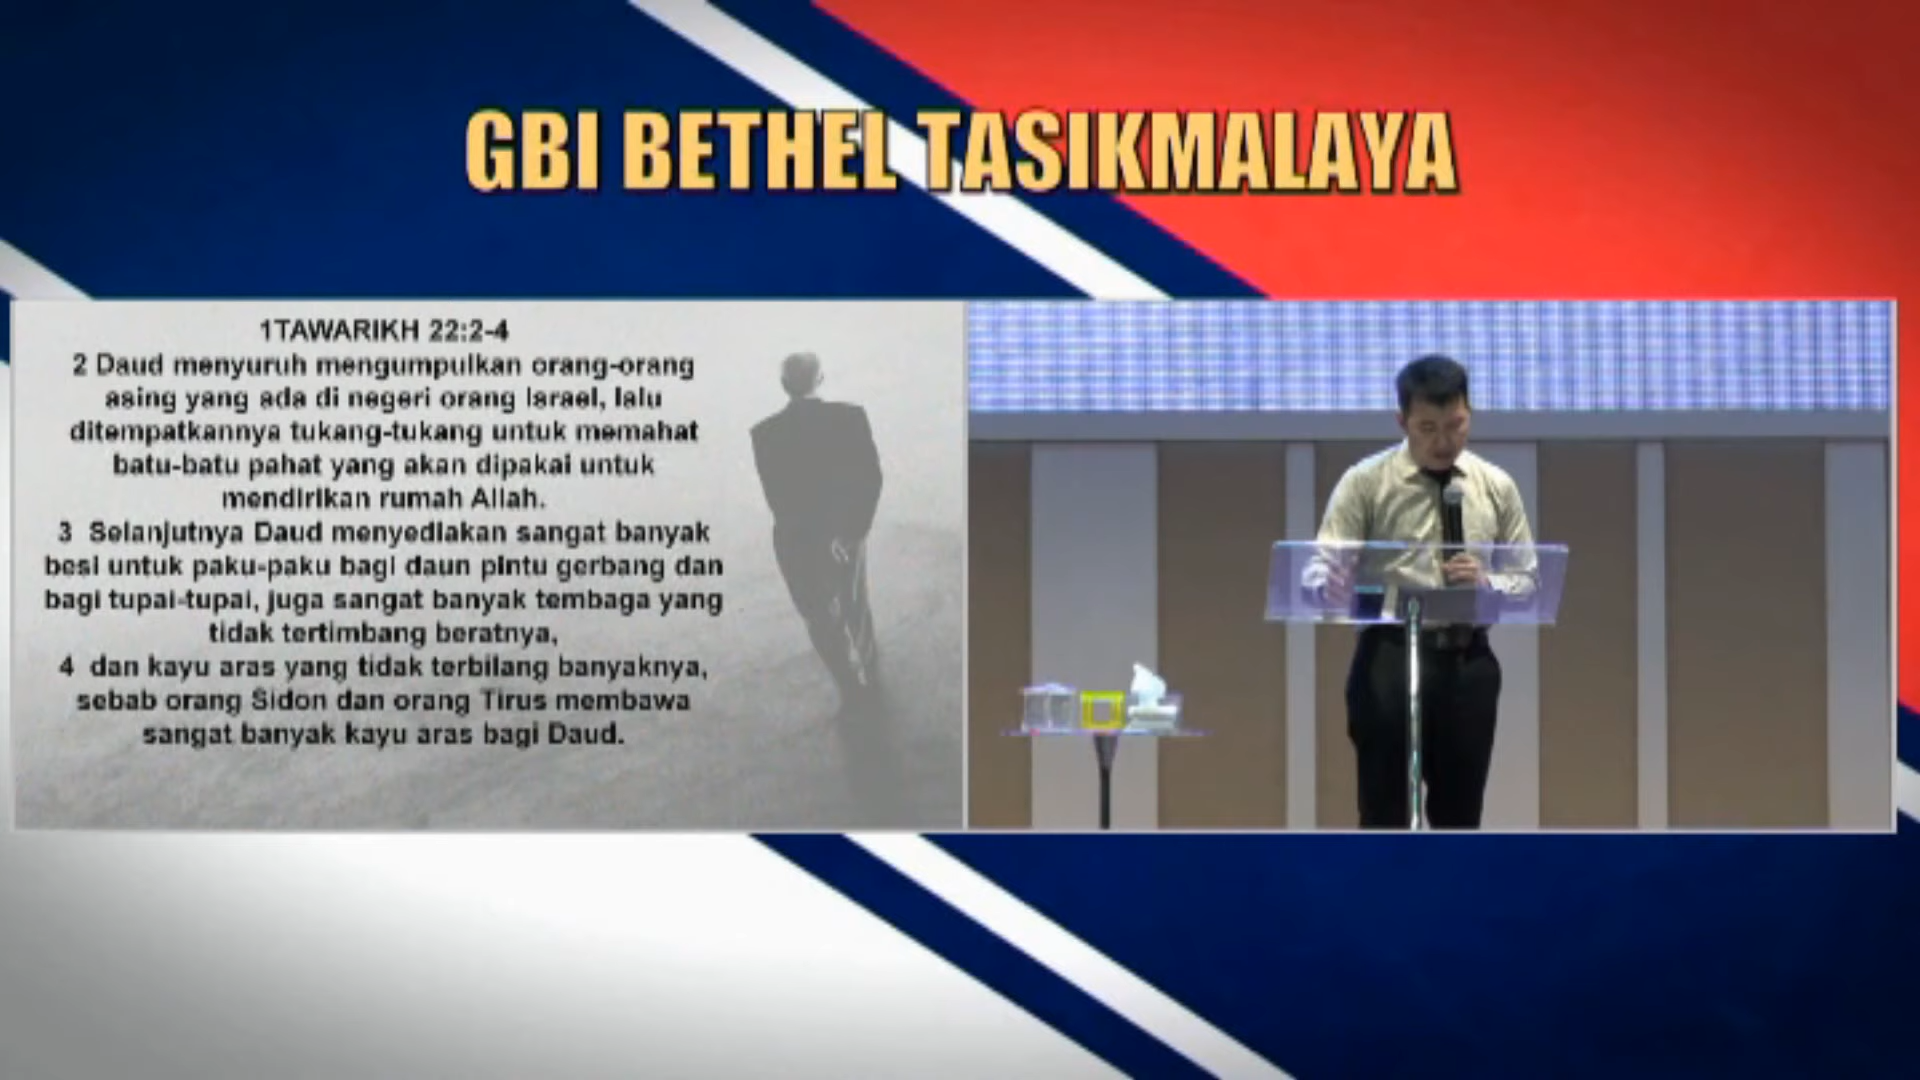 GBI BETHEL TASIKMALAYA
1TAWARIKH 22:2-4
2 Daud menyuruh mengumpulkan orang-orang
asing yang ada di negeri orang Israel, lalu
ditempatkannya tukang-tukang untuk memahat
batu-batu pahat yang akan dipakai untuk
mendirikan rumah Allah.
3 Selanjutnya Daud menyediakan sangat banyak
besi untuk paku-paku bagi daun pintu gerbang dan
bagi tupai-tupai, juga sangat banyak tembaga yang
tidak tertimbang beratnya,
4 dan kayu aras yang tidak terbilang banyaknya,
sebab orang Sidon dan orang Tirus membawa
sangat banyak kayu aras bagi Daud.